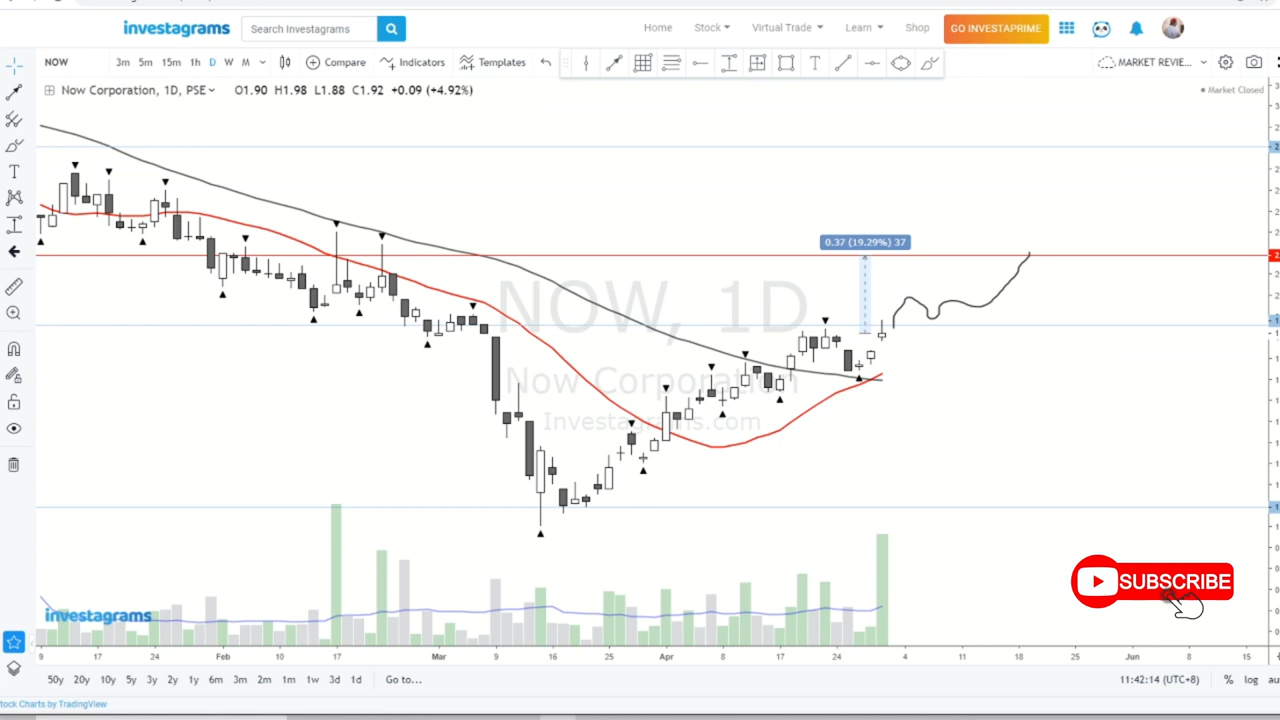 investagrams Search Investagrams Home Stock Virtual Trade Learn Shop GO INVESTAPRIME
NOW 3m 5m 15m 1h D W M Compare Indicators Templates MARKET REVIE...
Now Corporation, 1D, PSE O1.90 H1.98 L1.88 C1.92 +0.09 (+4.92%) Market Closed
0.37 (19.29%) 37
NOW, 1D
Now Corporation
Investagrams.com
SUBSCRIBE
investagrams
9 17 24 Feb 10 17 24 Mar 9 16 25 Apr 8 17 24 4 11 18 25 Jun 8 15
50y 20y 10y 5y 3y 2y 1y 6m 3m 2m 1m 1w 3d 1d Go to... 11:42:14 (UTC+8) % log au
tock Charts by TradingView